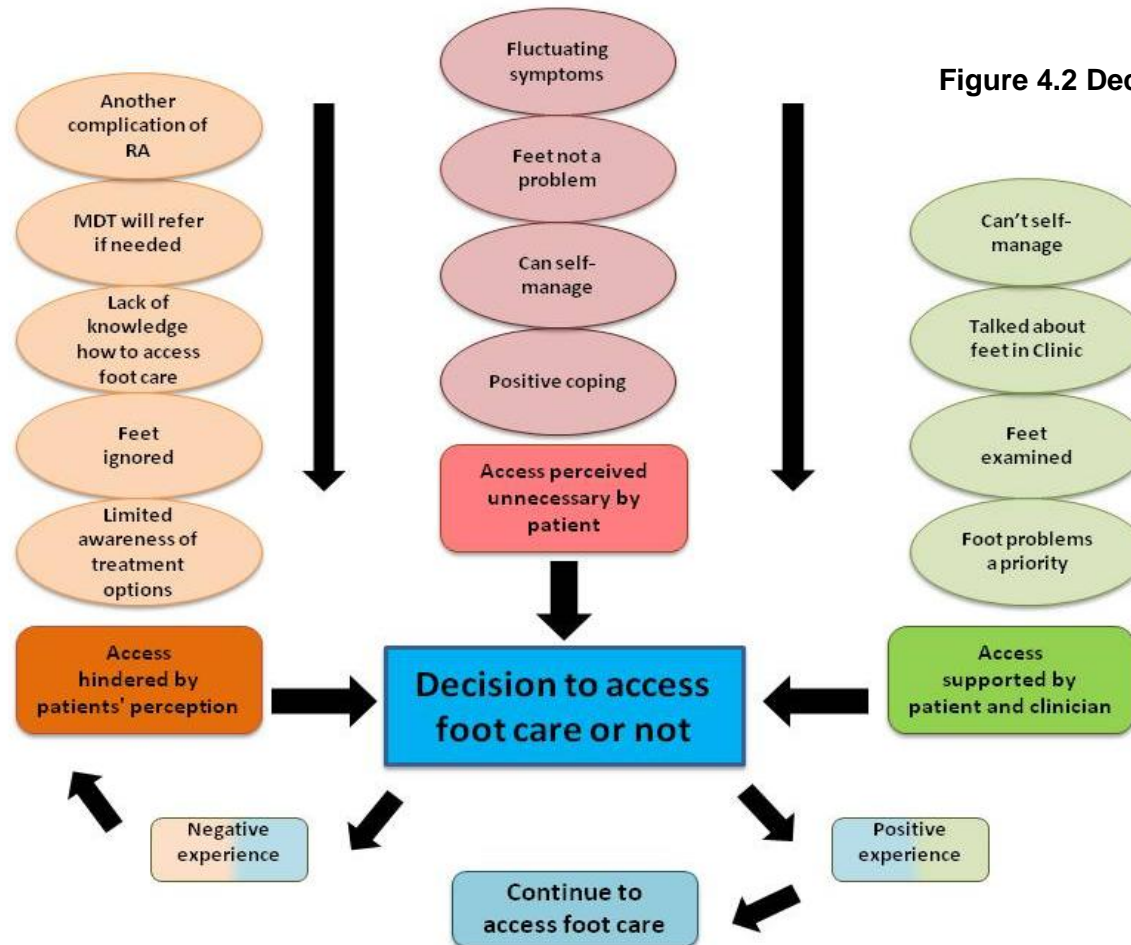 Figure 4.2 Dec
Another
complication of
RA
MDT will refer
if needed
Lack of
knowledge
how to access
foot care
Feet
ignored
Limited
awareness of
treatment
options
Access
hindered by
patients' perception
Fluctuating
symptoms
Feet not a
problem
Can self-
manage
Positive coping
Access perceived
unnecessary by
patient
Can't self-
manage
Talked about
feet in Clinic
Feet
examined
Foot problems
a priority
Access
supported by
patient and clinician
Decision to access
foot care or not
Negative
experience
Positive
experience
Continue to
access foot care